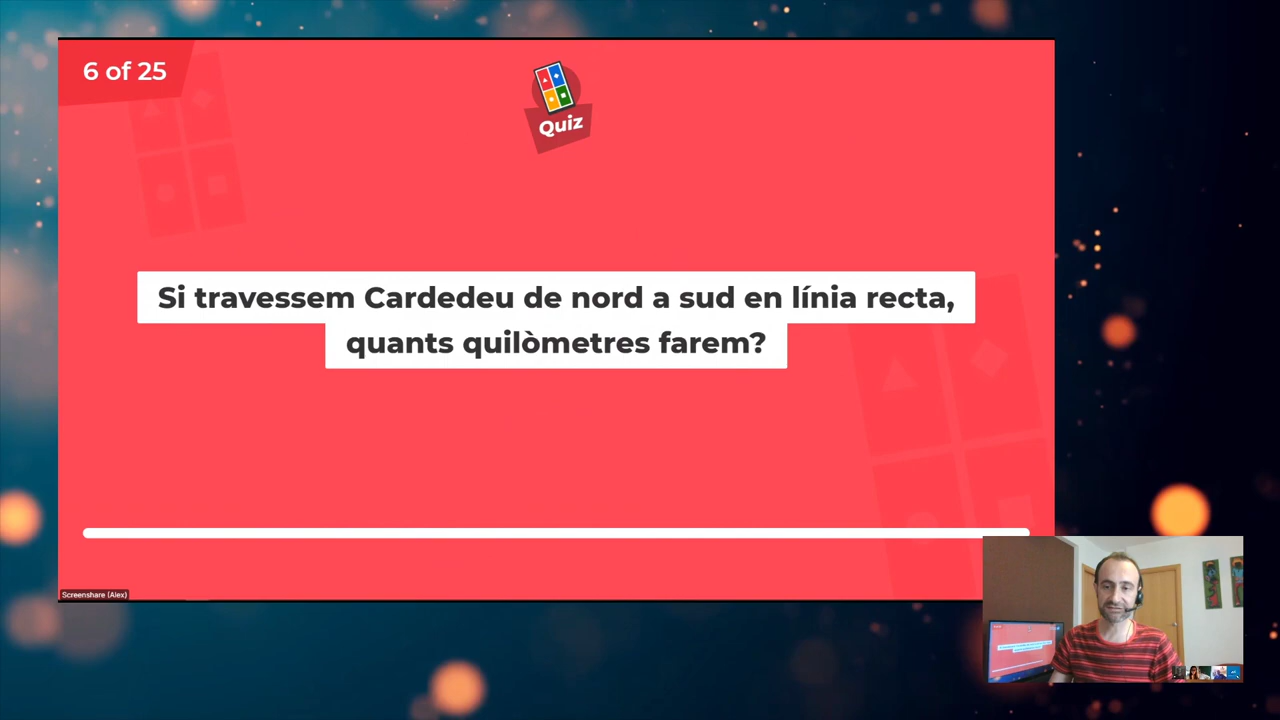 6 of 25
Quiz
Si travessem Cardedeu de nord a sud en línia recta,
quants quilòmetres farem?
Screenshare (Alex)